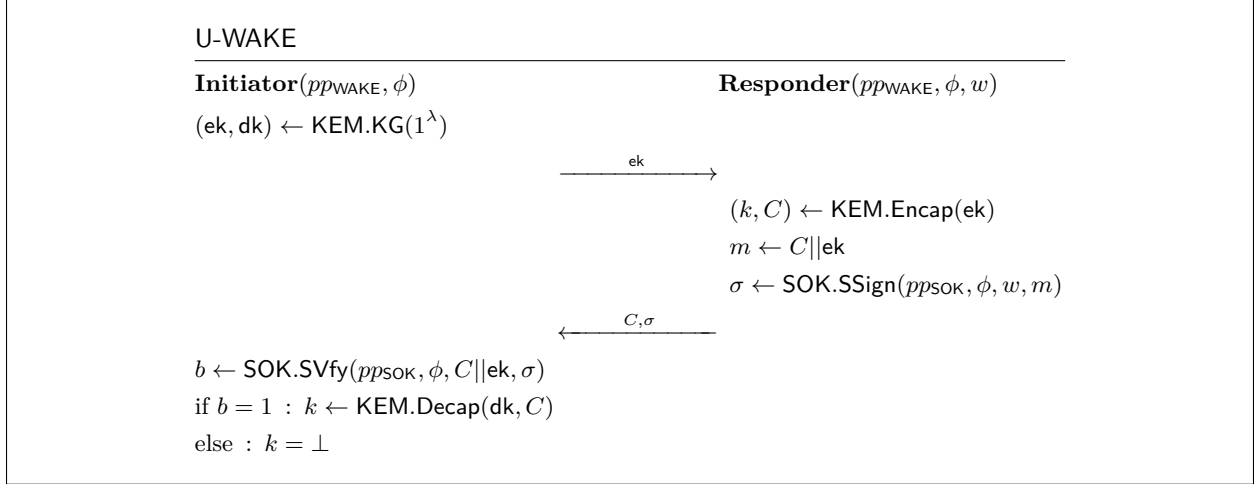 U-WAKE
Initiator(pp_WAKE, ϕ) Responder(pp_WAKE, ϕ, w)
(ek, dk) ← KEM.KG(1^λ)
ek
(k, C) ← KEM.Encap(ek)
m ← C||ek
σ ← SOK.SSign(pp_SOK, ϕ, w, m)
C,σ
b ← SOK.SVfy(pp_SOK, ϕ, C||ek, σ)
if b = 1 : k ← KEM.Decap(dk, C)
else : k = ⊥